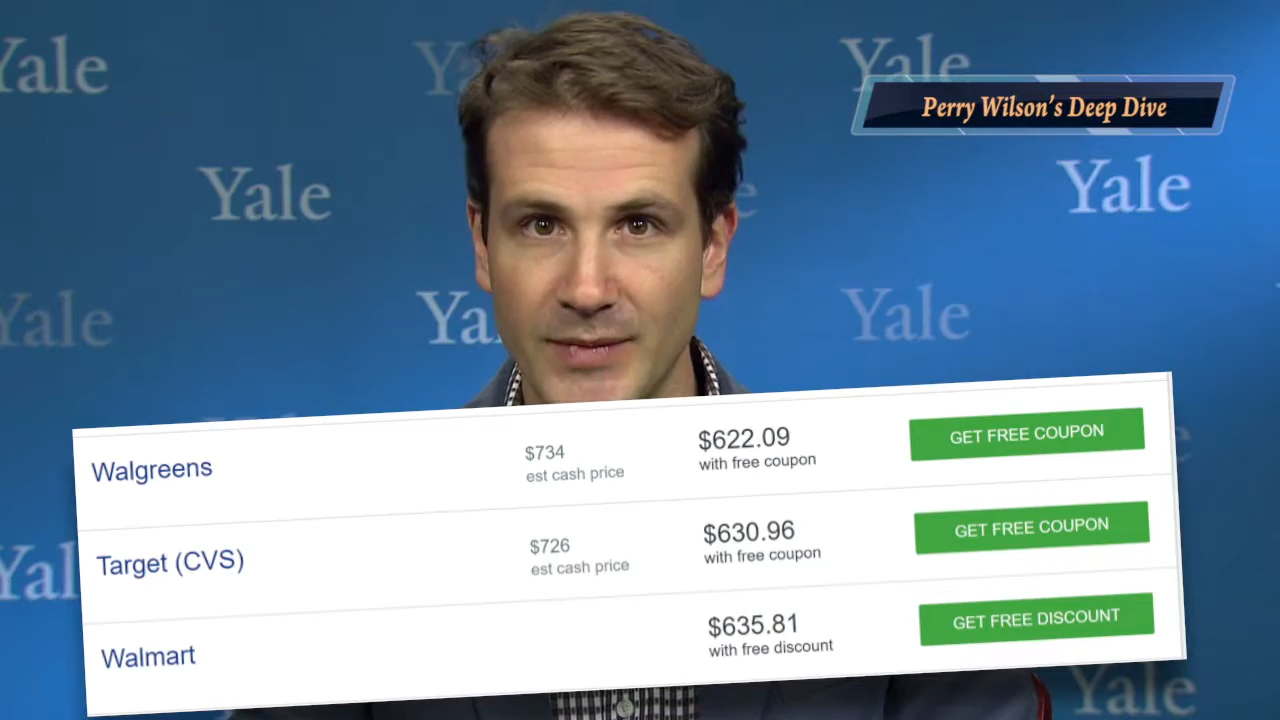 Yale
Yale
Perry Wilson's Deep Dive
Yale
Yale
Yale
Yale
Yale
Walgreens
$734
est cash price
$622.09
with free coupon
GET FREE COUPON
Target (CVS)
$726
est cash price
$630.96
with free coupon
GET FREE COUPON
Yale
Walmart
$635.81
with free discount
GET FREE DISCOUNT
Yale